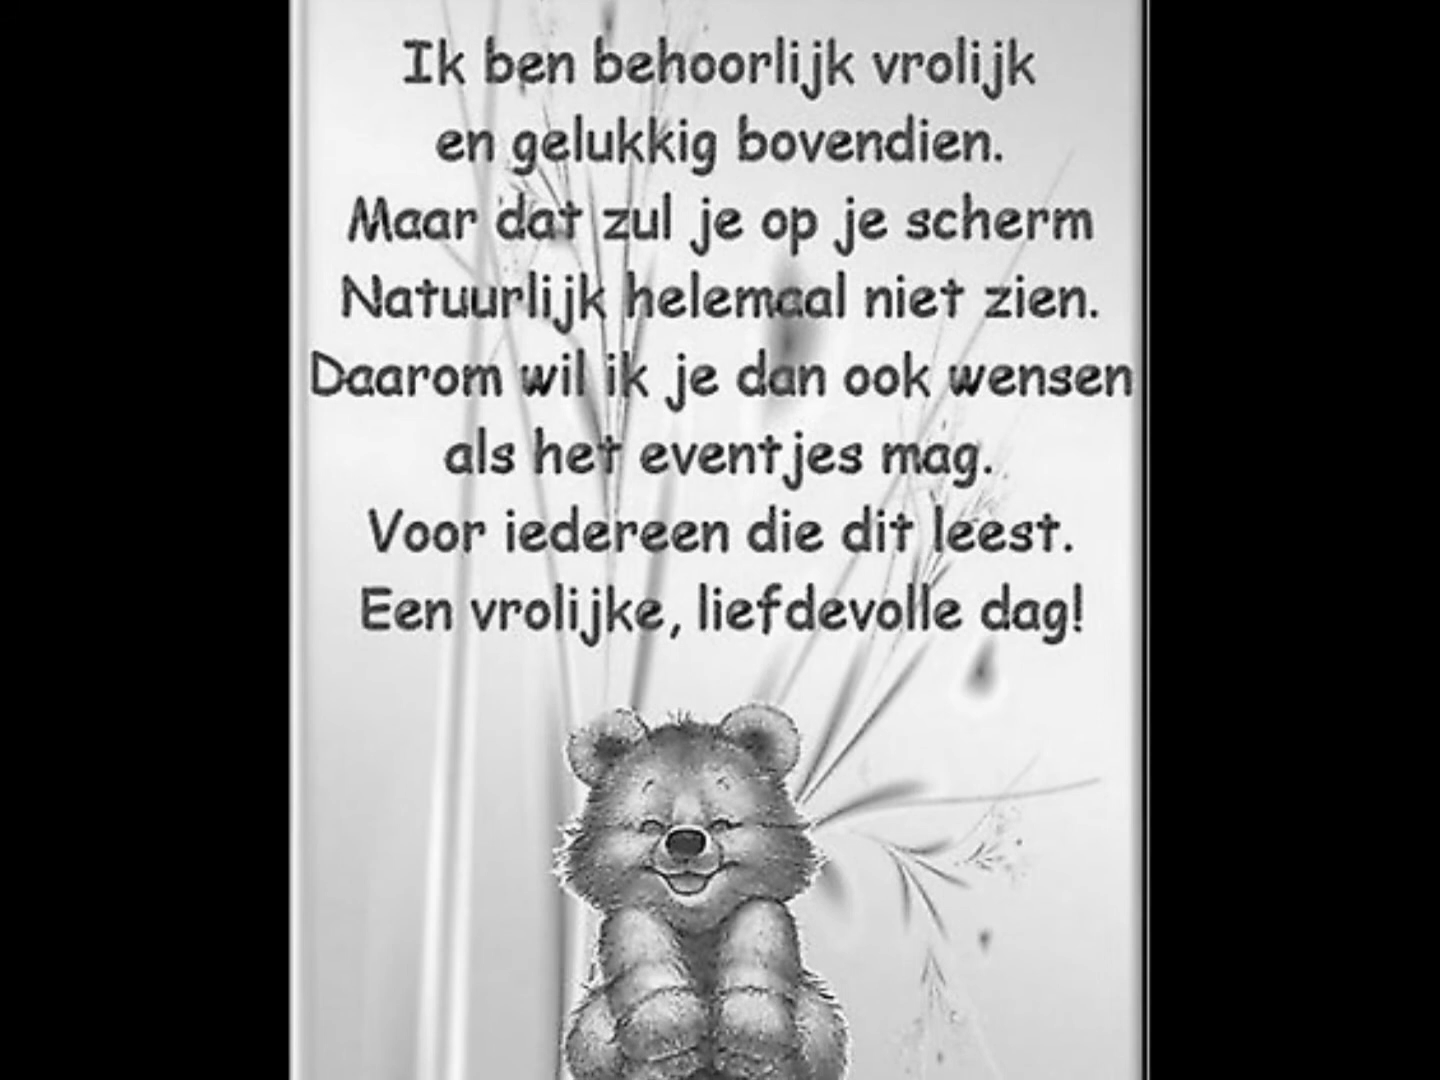 Ik ben behoorlijk vrolijk
en gelukkig bovendien.
Maar dat zul je op je scherm
Natuurlijk helemaal niet zien.
Daarom wil ik je dan ook wensen
als het eventjes mag.
Voor iedereen die dit leest.
Een vrolijke, liefdevolle dag!